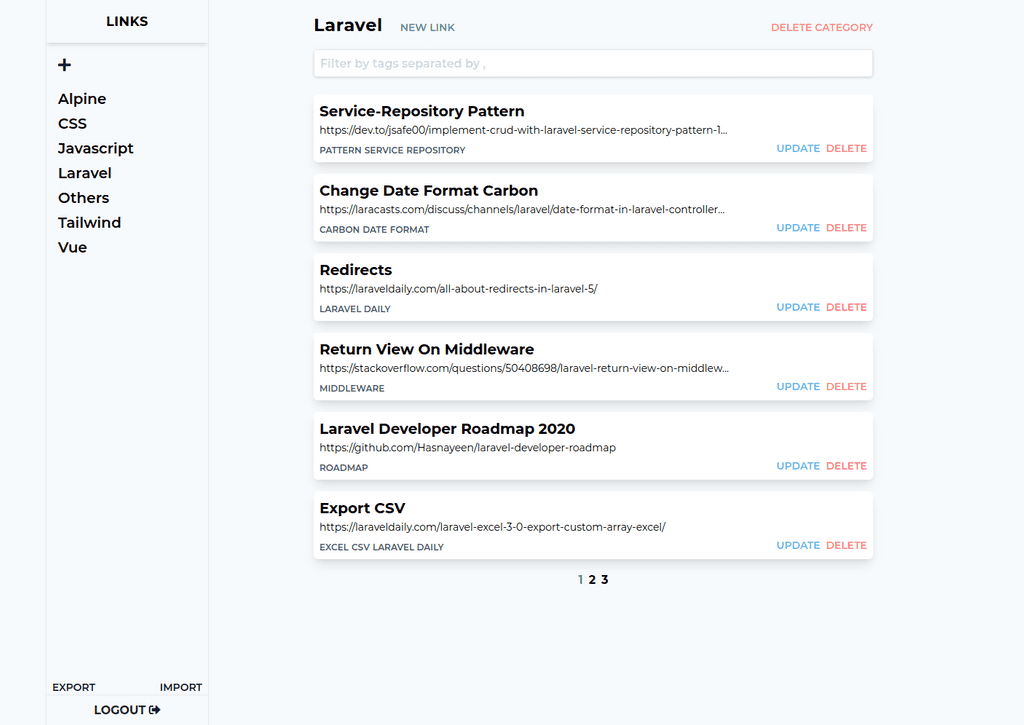 LINKS
+
Alpine
CSS
Javascript
Laravel
Others
Tailwind
Vue
EXPORT IMPORT
LOGOUT
Laravel NEW LINK DELETE CATEGORY
Filter by tags separated by ,
Service-Repository Pattern
https://dev.to/jsafe00/implement-crud-with-laravel-service-repository-pattern-1...
PATTERN SERVICE REPOSITORY UPDATE DELETE
Change Date Format Carbon
https://laracasts.com/discuss/channels/laravel/date-format-in-laravel-controller...
CARBON DATE FORMAT UPDATE DELETE
Redirects
https://laraveldaily.com/all-about-redirects-in-laravel-5/
LARAVEL DAILY UPDATE DELETE
Return View On Middleware
https://stackoverflow.com/questions/50408698/laravel-return-view-on-middlew...
MIDDLEWARE UPDATE DELETE
Laravel Developer Roadmap 2020
https://github.com/Hasnayeen/laravel-developer-roadmap
ROADMAP UPDATE DELETE
Export CSV
https://laraveldaily.com/laravel-excel-3-0-export-custom-array-excel/
EXCEL CSV LARAVEL DAILY UPDATE DELETE
1 2 3